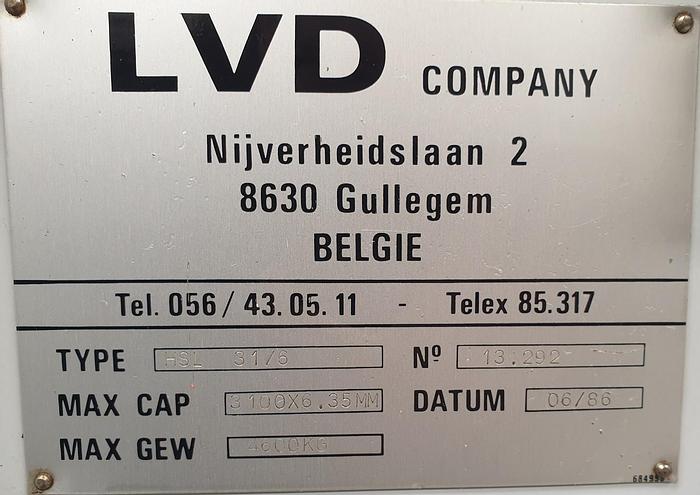 LVD COMPANY
Nijverheidslaan 2
8630 Gullegem
BELGIE
Tel. 056/ 43.05.11 - Telex 85.317
TYPE HSL 31/6 Nº 13.292
MAX CAP 3100X6.35MM DATUM 06/86
MAX GEW 4600KG